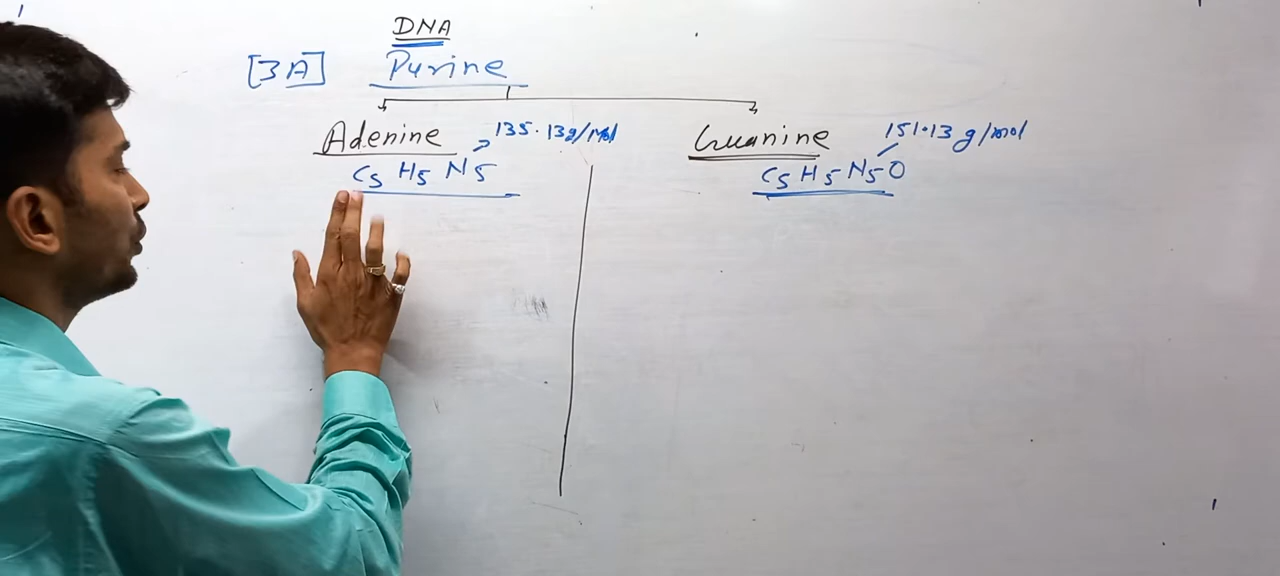 DNA
[3A] Purine
Adenine 135.13g/mol
C5 H5 N5
Guanine 151.13 g/mol
C5 H5 N5 O